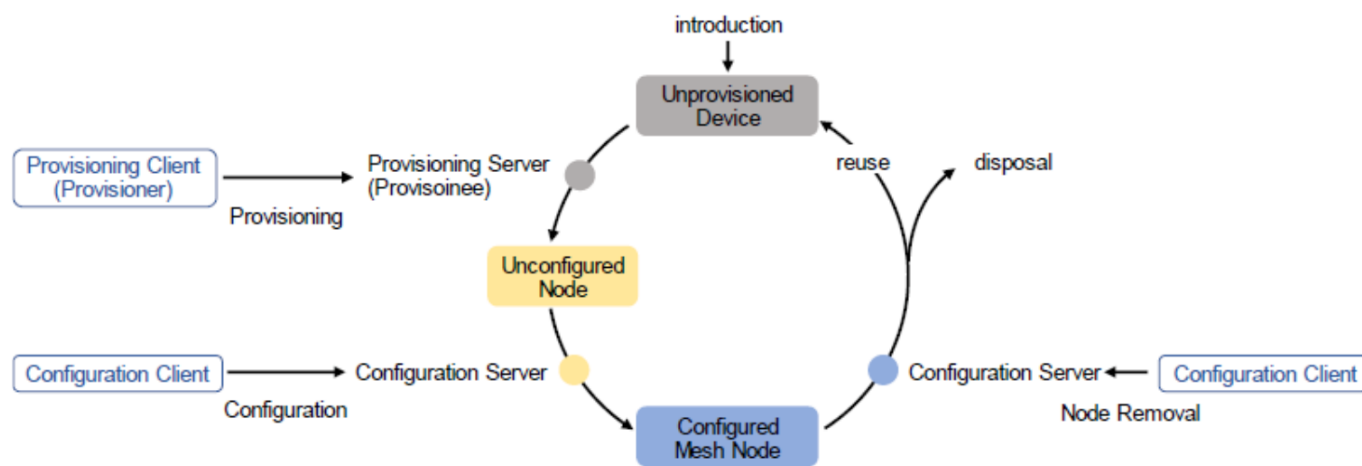 introduction
Unprovisioned
Device
Provisioning Client
(Provisioner)
Provisioning
Provisioning Server
(Provisoinee)
reuse
disposal
Unconfigured
Node
Configuration Client
Configuration
Configuration Server
Configuration Server
Configuration Client
Node Removal
Configured
Mesh Node